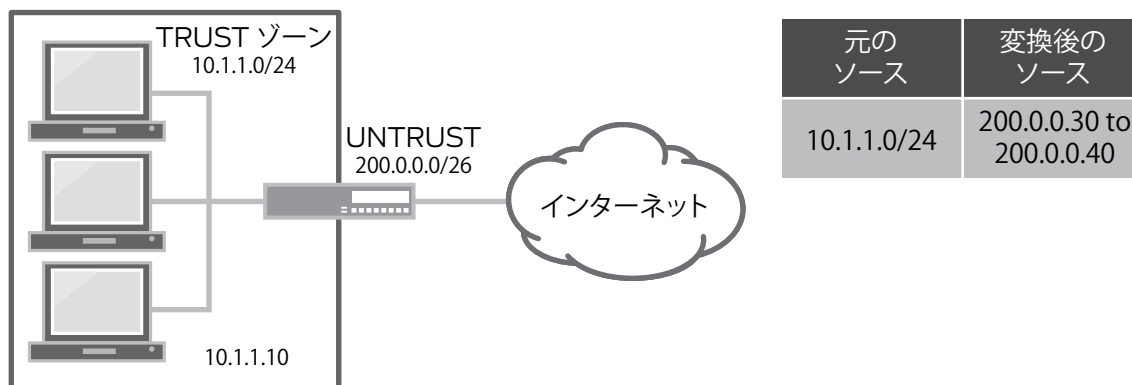 TRUST ゾーン
10.1.1.0/24
UNTRUST
200.0.0.0/26
インターネット
10.1.1.10
元の
ソース
変換後の
ソース
10.1.1.0/24
200.0.0.30 to
200.0.0.40